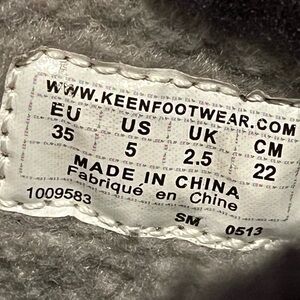 WWW.KEENFOOTWEAR.COM
EU US UK CM
35 5 2.5 22
MADE IN CHINA
Fabriqué en Chine
1009583 SM 0513